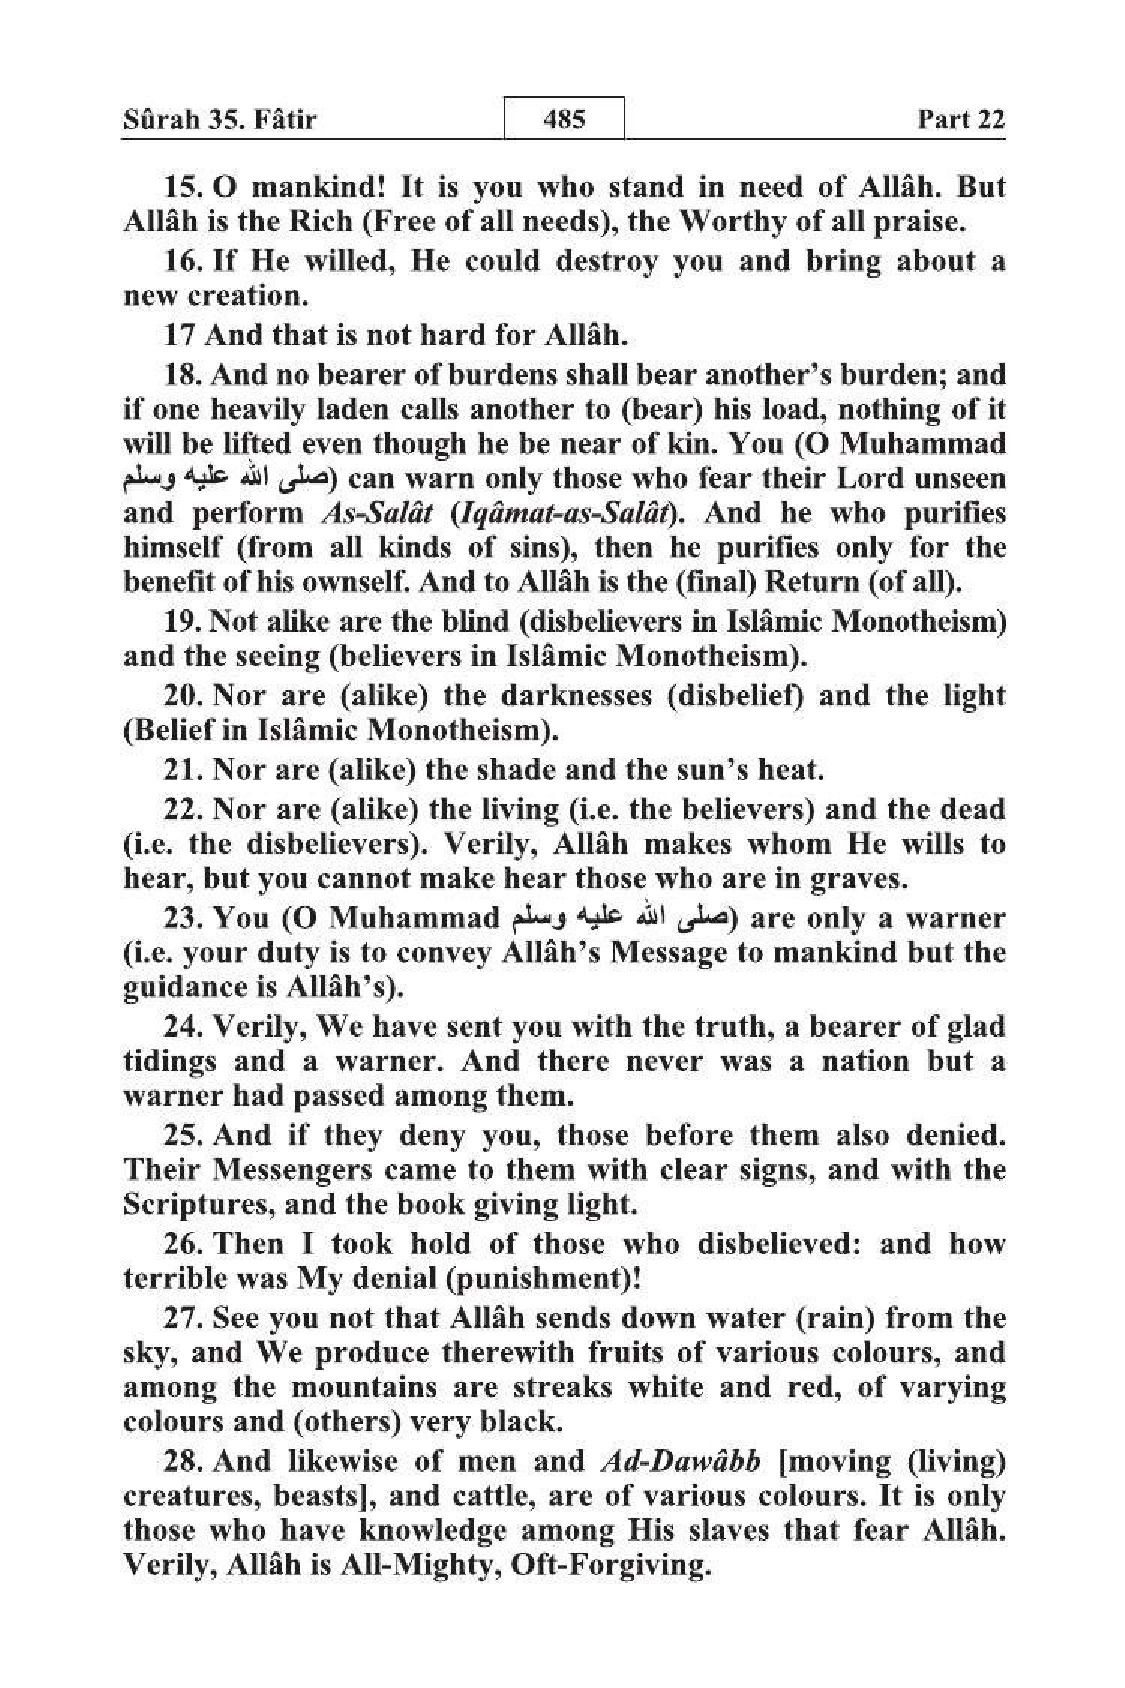 Sûrah 35. Fâtir 485 Part 22
15. O mankind! It is you who stand in need of Allâh. But
Allâh is the Rich (Free of all needs), the Worthy of all praise.
16. If He willed, He could destroy you and bring about a
new creation.
17 And that is not hard for Allâh.
18. And no bearer of burdens shall bear another’s burden; and
if one heavily laden calls another to (bear) his load, nothing of it
will be lifted even though he be near of kin. You (O Muhammad
صلى الله عليه وسلم) can warn only those who fear their Lord unseen
and perform As-Salât (Iqâmat-as-Salât). And he who purifies
himself (from all kinds of sins), then he purifies only for the
benefit of his ownself. And to Allâh is the (final) Return (of all).
19. Not alike are the blind (disbelievers in Islâmic Monotheism)
and the seeing (believers in Islâmic Monotheism).
20. Nor are (alike) the darknesses (disbelief) and the light
(Belief in Islâmic Monotheism).
21. Nor are (alike) the shade and the sun’s heat.
22. Nor are (alike) the living (i.e. the believers) and the dead
(i.e. the disbelievers). Verily, Allâh makes whom He wills to
hear, but you cannot make hear those who are in graves.
23. You (O Muhammad صلى الله عليه وسلم) are only a warner
(i.e. your duty is to convey Allâh’s Message to mankind but the
guidance is Allâh’s).
24. Verily, We have sent you with the truth, a bearer of glad
tidings and a warner. And there never was a nation but a
warner had passed among them.
25. And if they deny you, those before them also denied.
Their Messengers came to them with clear signs, and with the
Scriptures, and the book giving light.
26. Then I took hold of those who disbelieved: and how
terrible was My denial (punishment)!
27. See you not that Allâh sends down water (rain) from the
sky, and We produce therewith fruits of various colours, and
among the mountains are streaks white and red, of varying
colours and (others) very black.
28. And likewise of men and Ad-Dawâbb [moving (living)
creatures, beasts], and cattle, are of various colours. It is only
those who have knowledge among His slaves that fear Allâh.
Verily, Allâh is All-Mighty, Oft-Forgiving.